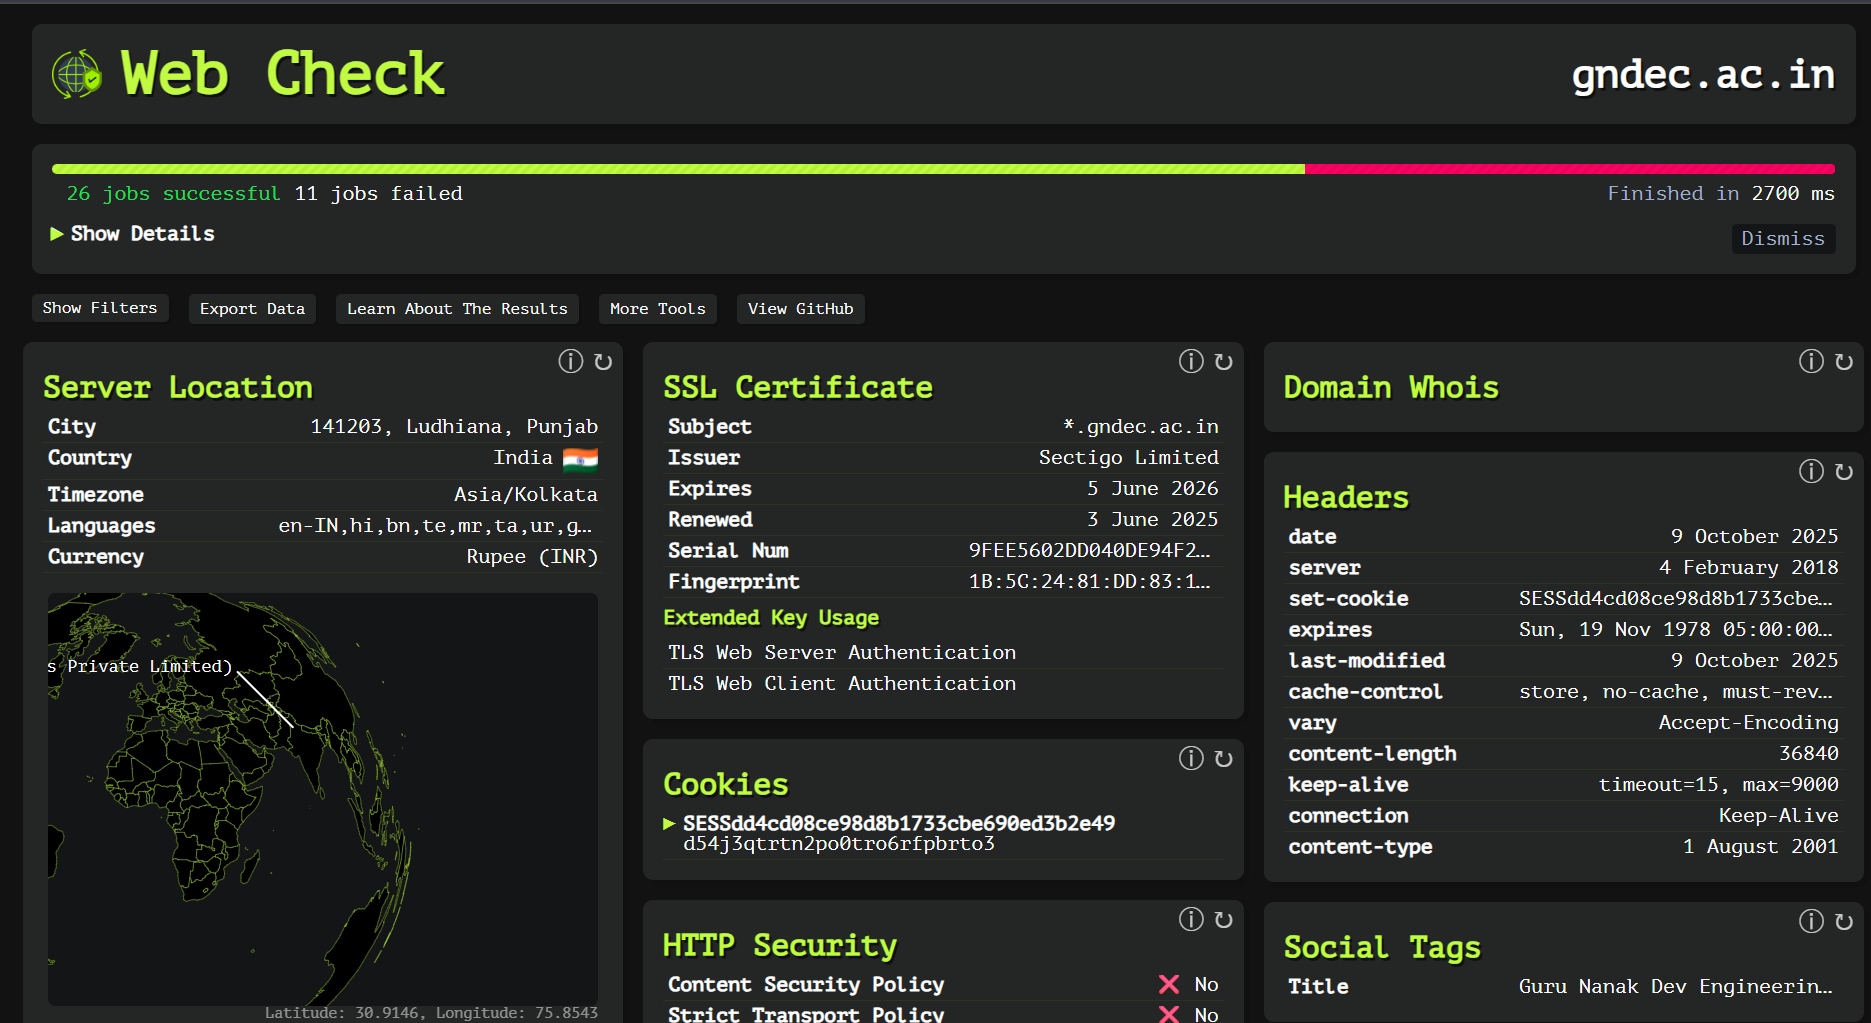 Web Check
gndec.ac.in
26 jobs successful 11 jobs failed
Finished in 2700 ms
Show Details
Dismiss
Show Filters
Export Data
Learn About The Results
More Tools
View GitHub
Server Location
City 141203, Ludhiana, Punjab
Country India
Timezone Asia/Kolkata
Languages en-IN,hi,bn,te,mr,ta,ur,g…
Currency Rupee (INR)
s Private Limited)
Latitude: 30.9146, Longitude: 75.8543
SSL Certificate
Subject *.gndec.ac.in
Issuer Sectigo Limited
Expires 5 June 2026
Renewed 3 June 2025
Serial Num 9FEE5602DD040DE94F2…
Fingerprint 1B:5C:24:81:DD:83:1…
Extended Key Usage
TLS Web Server Authentication
TLS Web Client Authentication
Cookies
SESSdd4cd08ce98d8b1733cbe690ed3b2e49
d54j3qtrtn2po0tro6rfpbrto3
HTTP Security
Content Security Policy No
Strict Transport Policy No
Domain Whois
Headers
date 9 October 2025
server 4 February 2018
set-cookie SESSdd4cd08ce98d8b1733cbe…
expires Sun, 19 Nov 1978 05:00:00…
last-modified 9 October 2025
cache-control store, no-cache, must-rev…
vary Accept-Encoding
content-length 36840
keep-alive timeout=15, max=9000
connection Keep-Alive
content-type 1 August 2001
Social Tags
Title Guru Nanak Dev Engineerin…